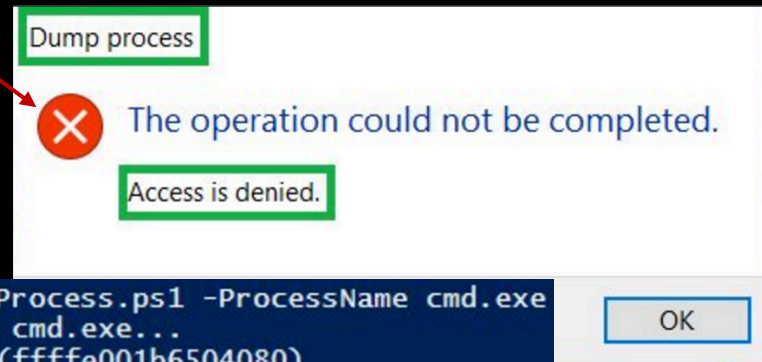 Dump process
The operation could not be completed.
Access is denied.
Process.ps1 -ProcessName cmd.exe
cmd.exe...
(ffffe001b6504080)
OK